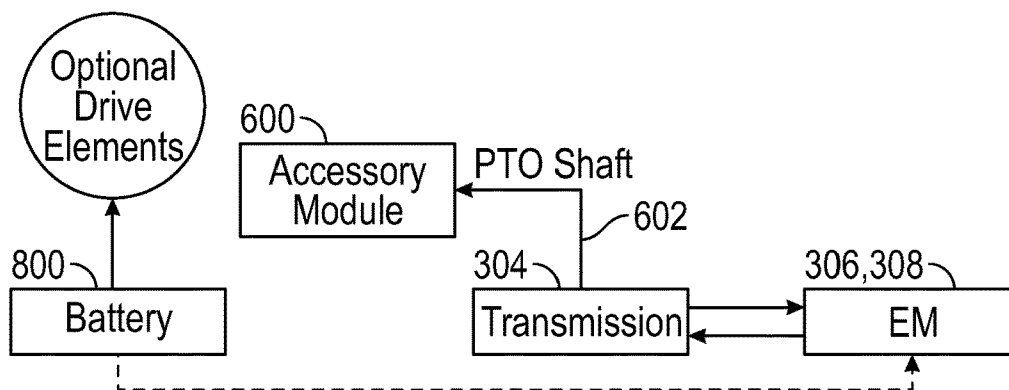 Optional
Drive
Elements
600
Accessory
Module
PTO Shaft
602
800
Battery
304
Transmission
306,308
EM